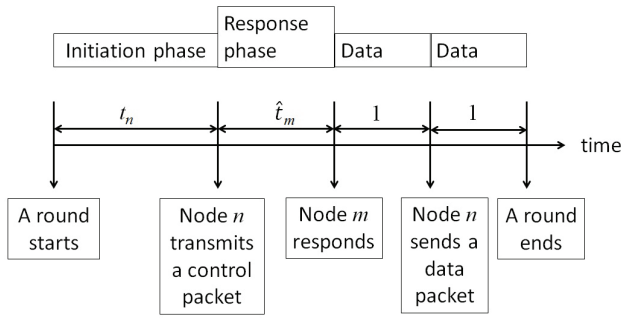 Response
phase
Initiation phase
Data
Data
t_n
t̂_m
1
1
time
A round
starts
Node n
transmits
a control
packet
Node m
responds
Node n
sends a
data
packet
A round
ends